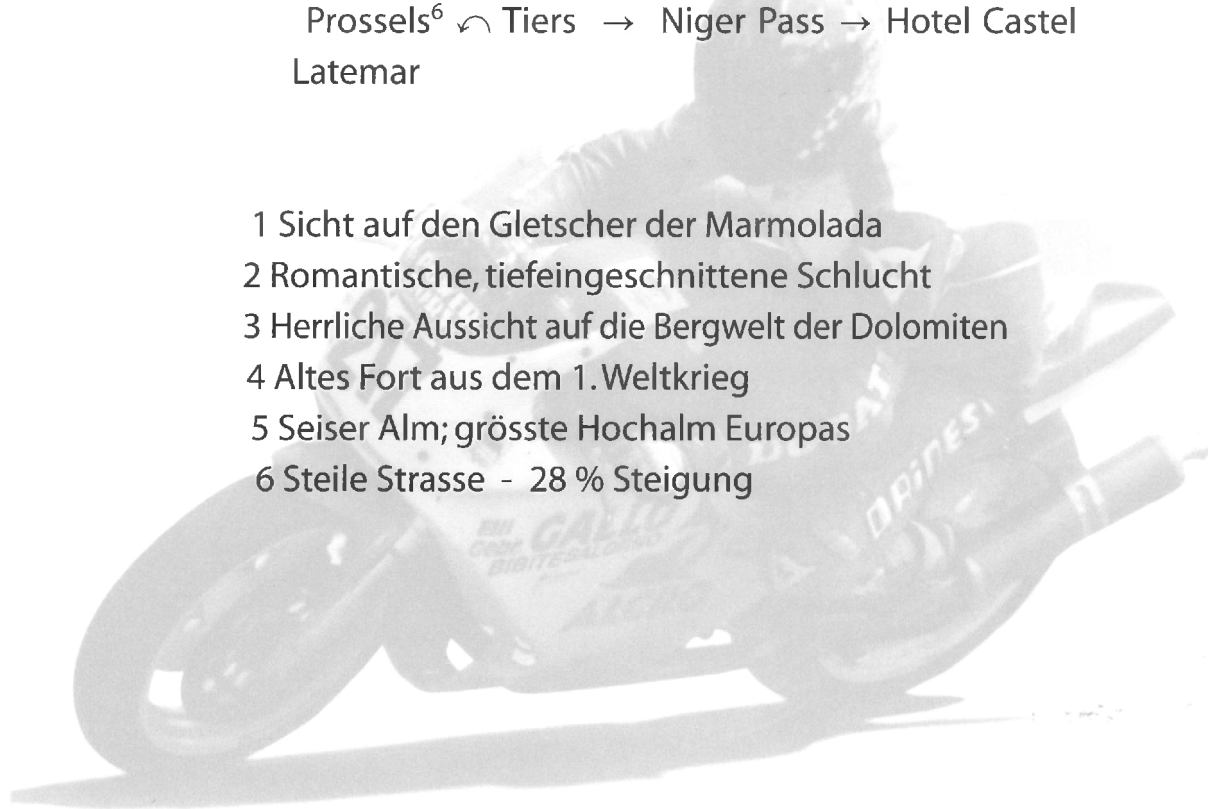 Prossels⁶ ↶ Tiers → Niger Pass → Hotel Castel
Latemar
1 Sicht auf den Gletscher der Marmolada
2 Romantische, tiefeingeschnittene Schlucht
3 Herrliche Aussicht auf die Bergwelt der Dolomiten
4 Altes Fort aus dem 1. Weltkrieg
5 Seiser Alm; grösste Hochalm Europas
6 Steile Strasse - 28 % Steigung
GALLO